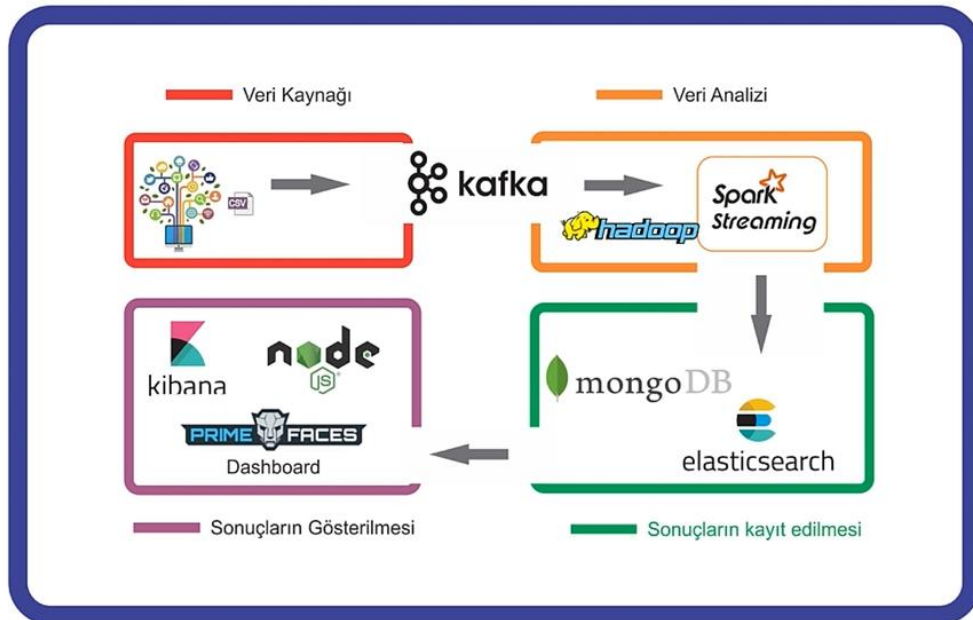 Veri Kaynağı
Veri Analizi
CSV
kafka
hadoop
Spark
Streaming
kibana
node
JS
PRIME FACES
Dashboard
mongoDB
elasticsearch
Sonuçların Gösterilmesi
Sonuçların kayıt edilmesi